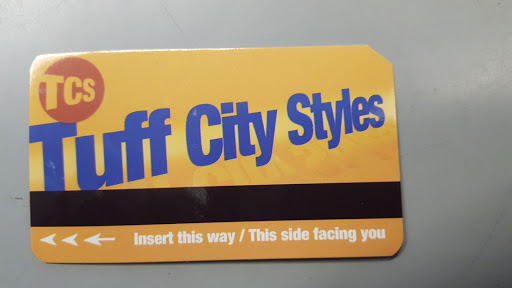 TCS
Tuff City Styles
Insert this way / This side facing you